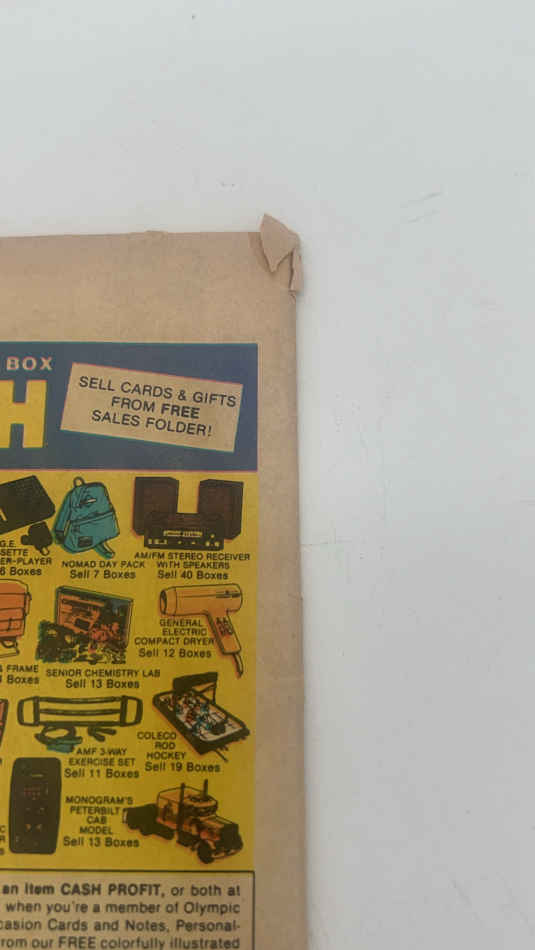 BOX
H
SELL CARDS & GIFTS
FROM FREE
SALES FOLDER!
G.E.
SETTE
ER-PLAYER
6 Boxes
NOMAD DAY PACK
Sell 7 Boxes
AM/FM STEREO RECEIVER
WITH SPEAKERS
Sell 40 Boxes
& FRAME
Boxes
SENIOR CHEMISTRY LAB
Sell 13 Boxes
GENERAL
ELECTRIC
COMPACT DRYER
Sell 12 Boxes
AMF 3-WAY
EXERCISE SET
Sell 11 Boxes
COLECO
ROD
HOCKEY
Sell 19 Boxes
MONOGRAM'S
PETERBILT
CAB
MODEL
Sell 13 Boxes
an Item CASH PROFIT, or both at
when you're a member of Olympic
casion Cards and Notes, Personal-
rom our FREE colorfully illustrated